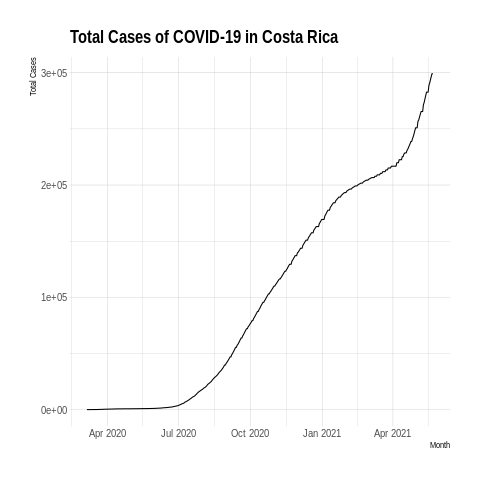 Total Cases of COVID-19 in Costa Rica
Total Cases
3e+05
2e+05
1e+05
0e+00
Apr 2020 Jul 2020 Oct 2020 Jan 2021 Apr 2021
Month